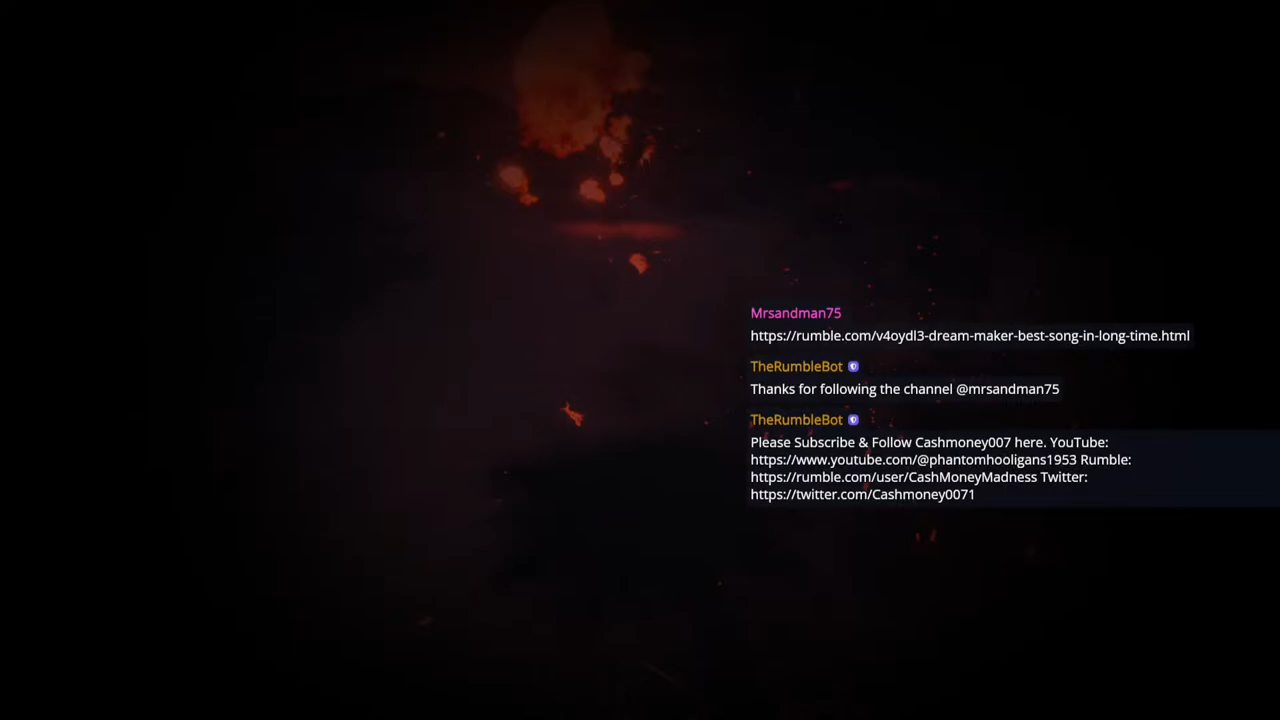 Mrsandman75
https://rumble.com/v4oydl3-dream-maker-best-song-in-long-time.html
TheRumbleBot
Thanks for following the channel @mrsandman75
TheRumbleBot
Please Subscribe & Follow Cashmoney007 here. YouTube:
https://www.youtube.com/@phantomhooligans1953 Rumble:
https://rumble.com/user/CashMoneyMadness Twitter:
https://twitter.com/Cashmoney0071